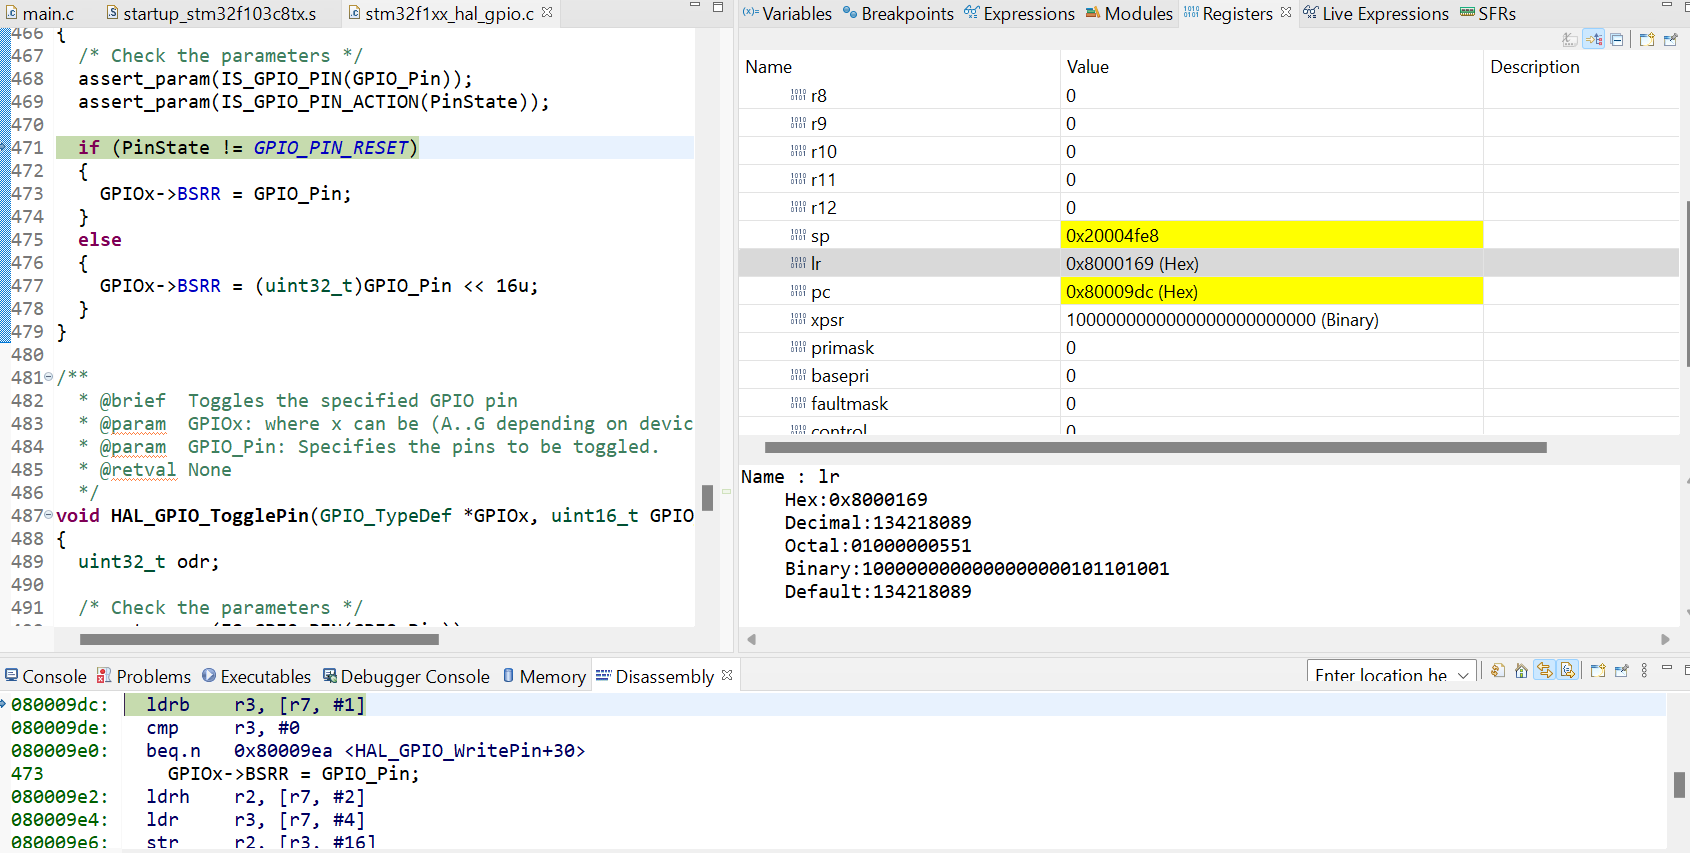 main.c startup_stm32f103c8tx.s stm32f1xx_hal_gpio.c
466 {
467 /* Check the parameters */
468 assert_param(IS_GPIO_PIN(GPIO_Pin));
469 assert_param(IS_GPIO_PIN_ACTION(PinState));
470
471 if (PinState != GPIO_PIN_RESET)
472 {
473 GPIOx->BSRR = GPIO_Pin;
474 }
475 else
476 {
477 GPIOx->BSRR = (uint32_t)GPIO_Pin << 16u;
478 }
479 }
480
481 /**
482 * @brief Toggles the specified GPIO pin
483 * @param GPIOx: where x can be (A..G depending on devic
484 * @param GPIO_Pin: Specifies the pins to be toggled.
485 * @retval None
486 */
487 void HAL_GPIO_TogglePin(GPIO_TypeDef *GPIOx, uint16_t GPIO
488 {
489 uint32_t odr;
490
491 /* Check the parameters */
(x)= Variables Breakpoints Expressions Modules Registers Live Expressions SFRs
Name Value Description
r8 0
r9 0
r10 0
r11 0
r12 0
sp 0x20004fe8
lr 0x8000169 (Hex)
pc 0x80009dc (Hex)
xpsr 1000000000000000000000000 (Binary)
primask 0
basepri 0
faultmask 0
control 0
Name : lr
Hex:0x8000169
Decimal:134218089
Octal:01000000551
Binary:1000000000000000000101101001
Default:134218089
Console Problems Executables Debugger Console Memory Disassembly
Enter location he
080009dc: ldrb r3, [r7, #1]
080009de: cmp r3, #0
080009e0: beq.n 0x80009ea <HAL_GPIO_WritePin+30>
473 GPIOx->BSRR = GPIO_Pin;
080009e2: ldrh r2, [r7, #2]
080009e4: ldr r3, [r7, #4]
080009e6: str r2, [r3, #16]